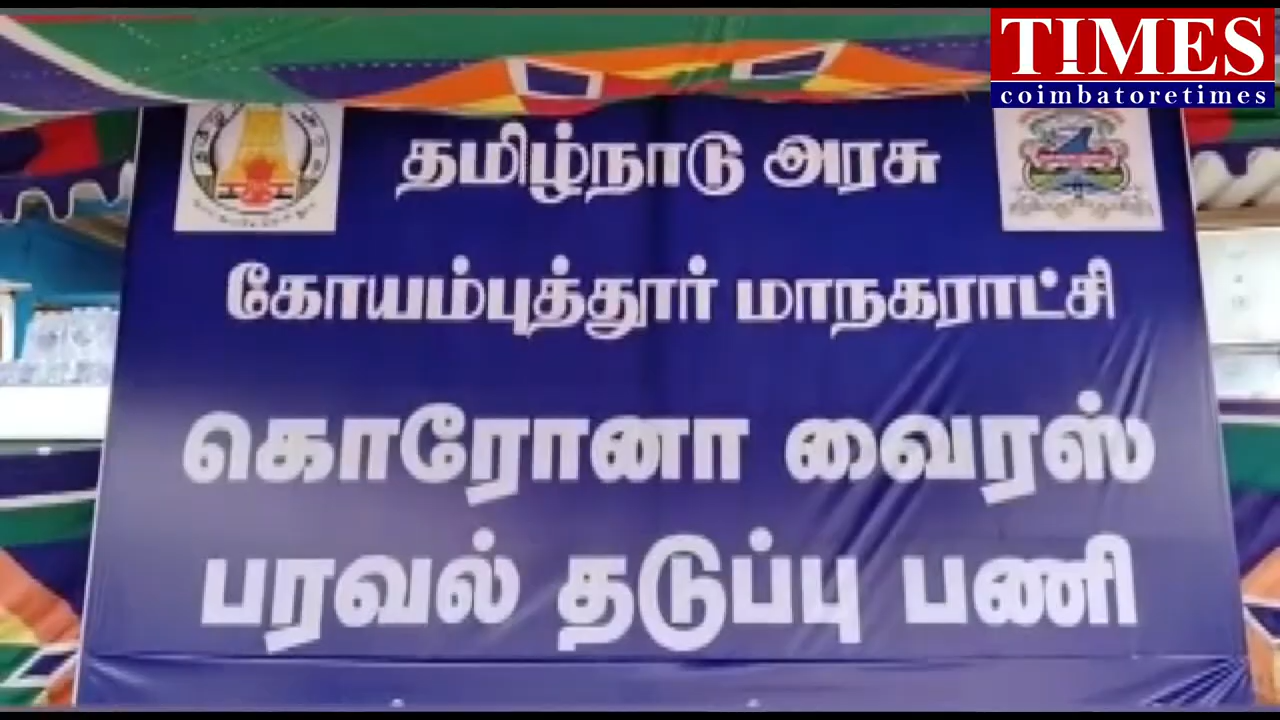 TIMES
coimbatoretimes
தமிழ்நாடு அரசு
கோயம்புத்தூர் மாநகராட்சி
கொரோனா வைரஸ்
பரவல் தடுப்பு பணி